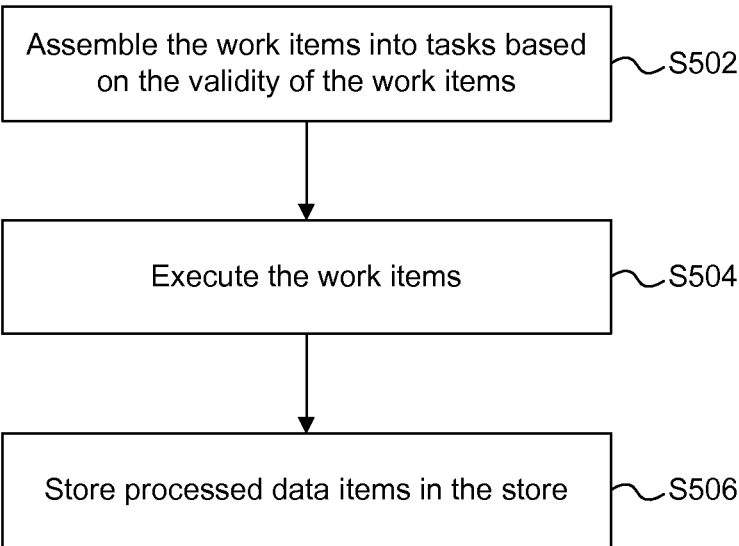 Assemble the work items into tasks based
on the validity of the work items
S502
Execute the work items
S504
Store processed data items in the store
S506